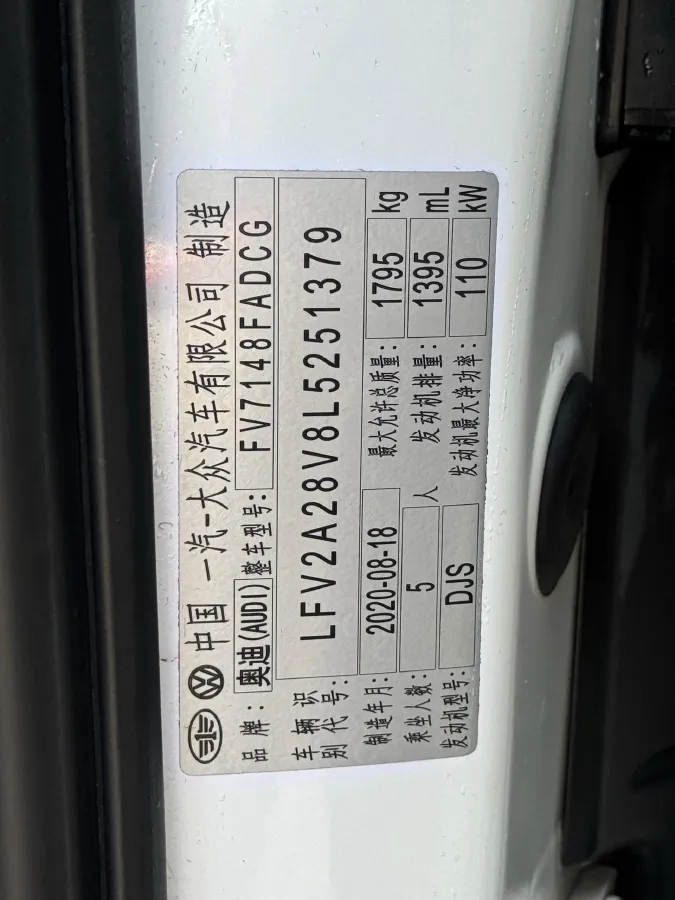 中国 一汽-大众汽车有限公司 制造
品牌: 奥迪(AUDI) 整车型号: FV7148FADCG
车辆识别代号: LFV2A28V8L5251379
制造年月: 2020-08-18 最大允许总质量: 1795 kg
乘坐人数: 5 人 发动机排量: 1395 mL
发动机型号: DJS 发动机最大净功率: 110 kW